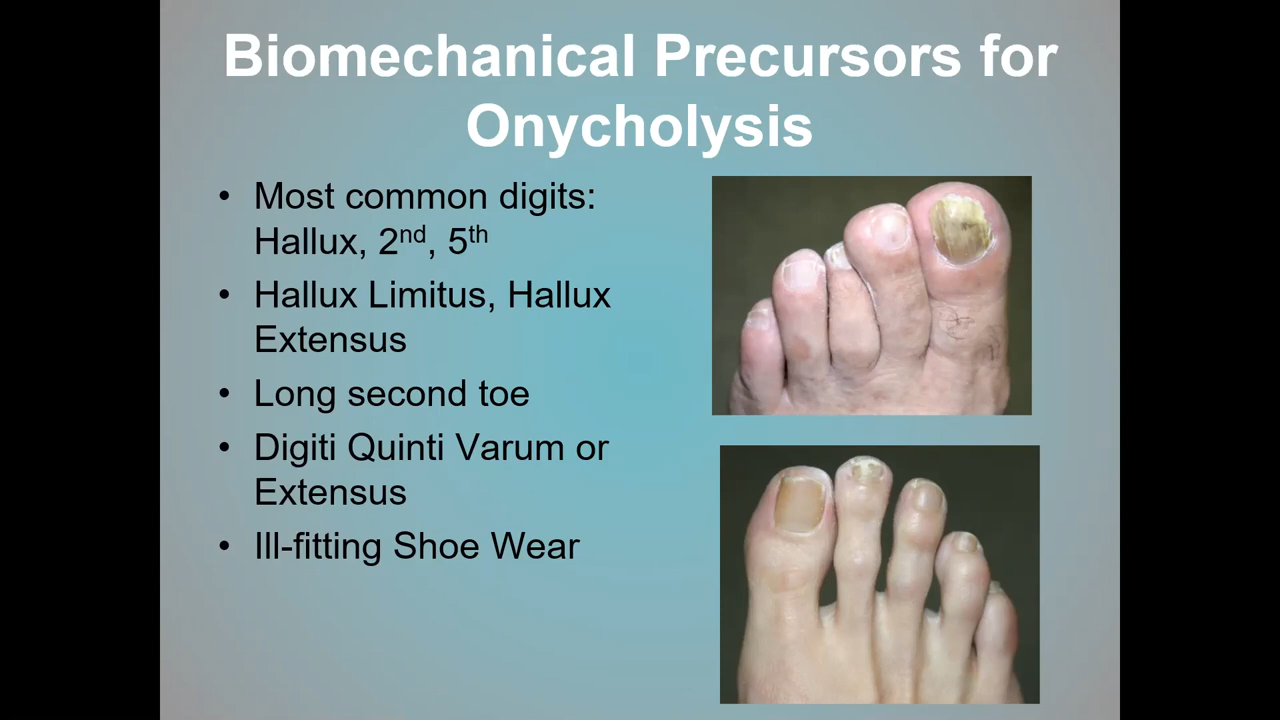 Biomechanical Precursors for
Onycholysis
• Most common digits:
Hallux, 2nd, 5th
• Hallux Limitus, Hallux
Extensus
• Long second toe
• Digiti Quinti Varum or
Extensus
• Ill-fitting Shoe Wear